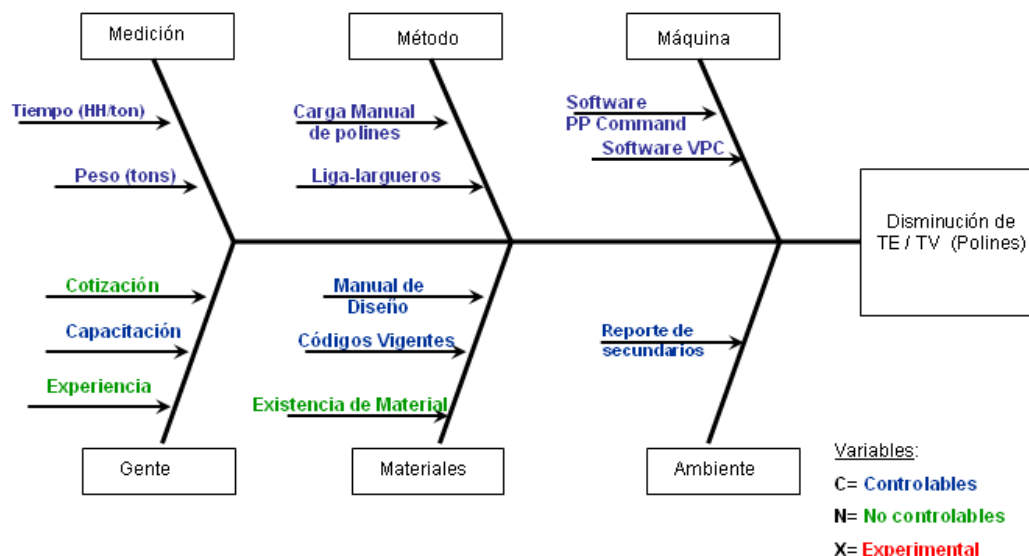 Medición
Método
Máquina
Tiempo (HH/ton)
Peso (tons)
Carga Manual
de polines
Liga-largueros
Software
PP Command
Software VPC
Disminución de
TE / TV (Polines)
Cotización
Capacitación
Experiencia
Manual de
Diseño
Códigos Vigentes
Existencia de Material
Reporte de
secundarios
Gente
Materiales
Ambiente
Variables:
C= Controlables
N= No controlables
X= Experimental